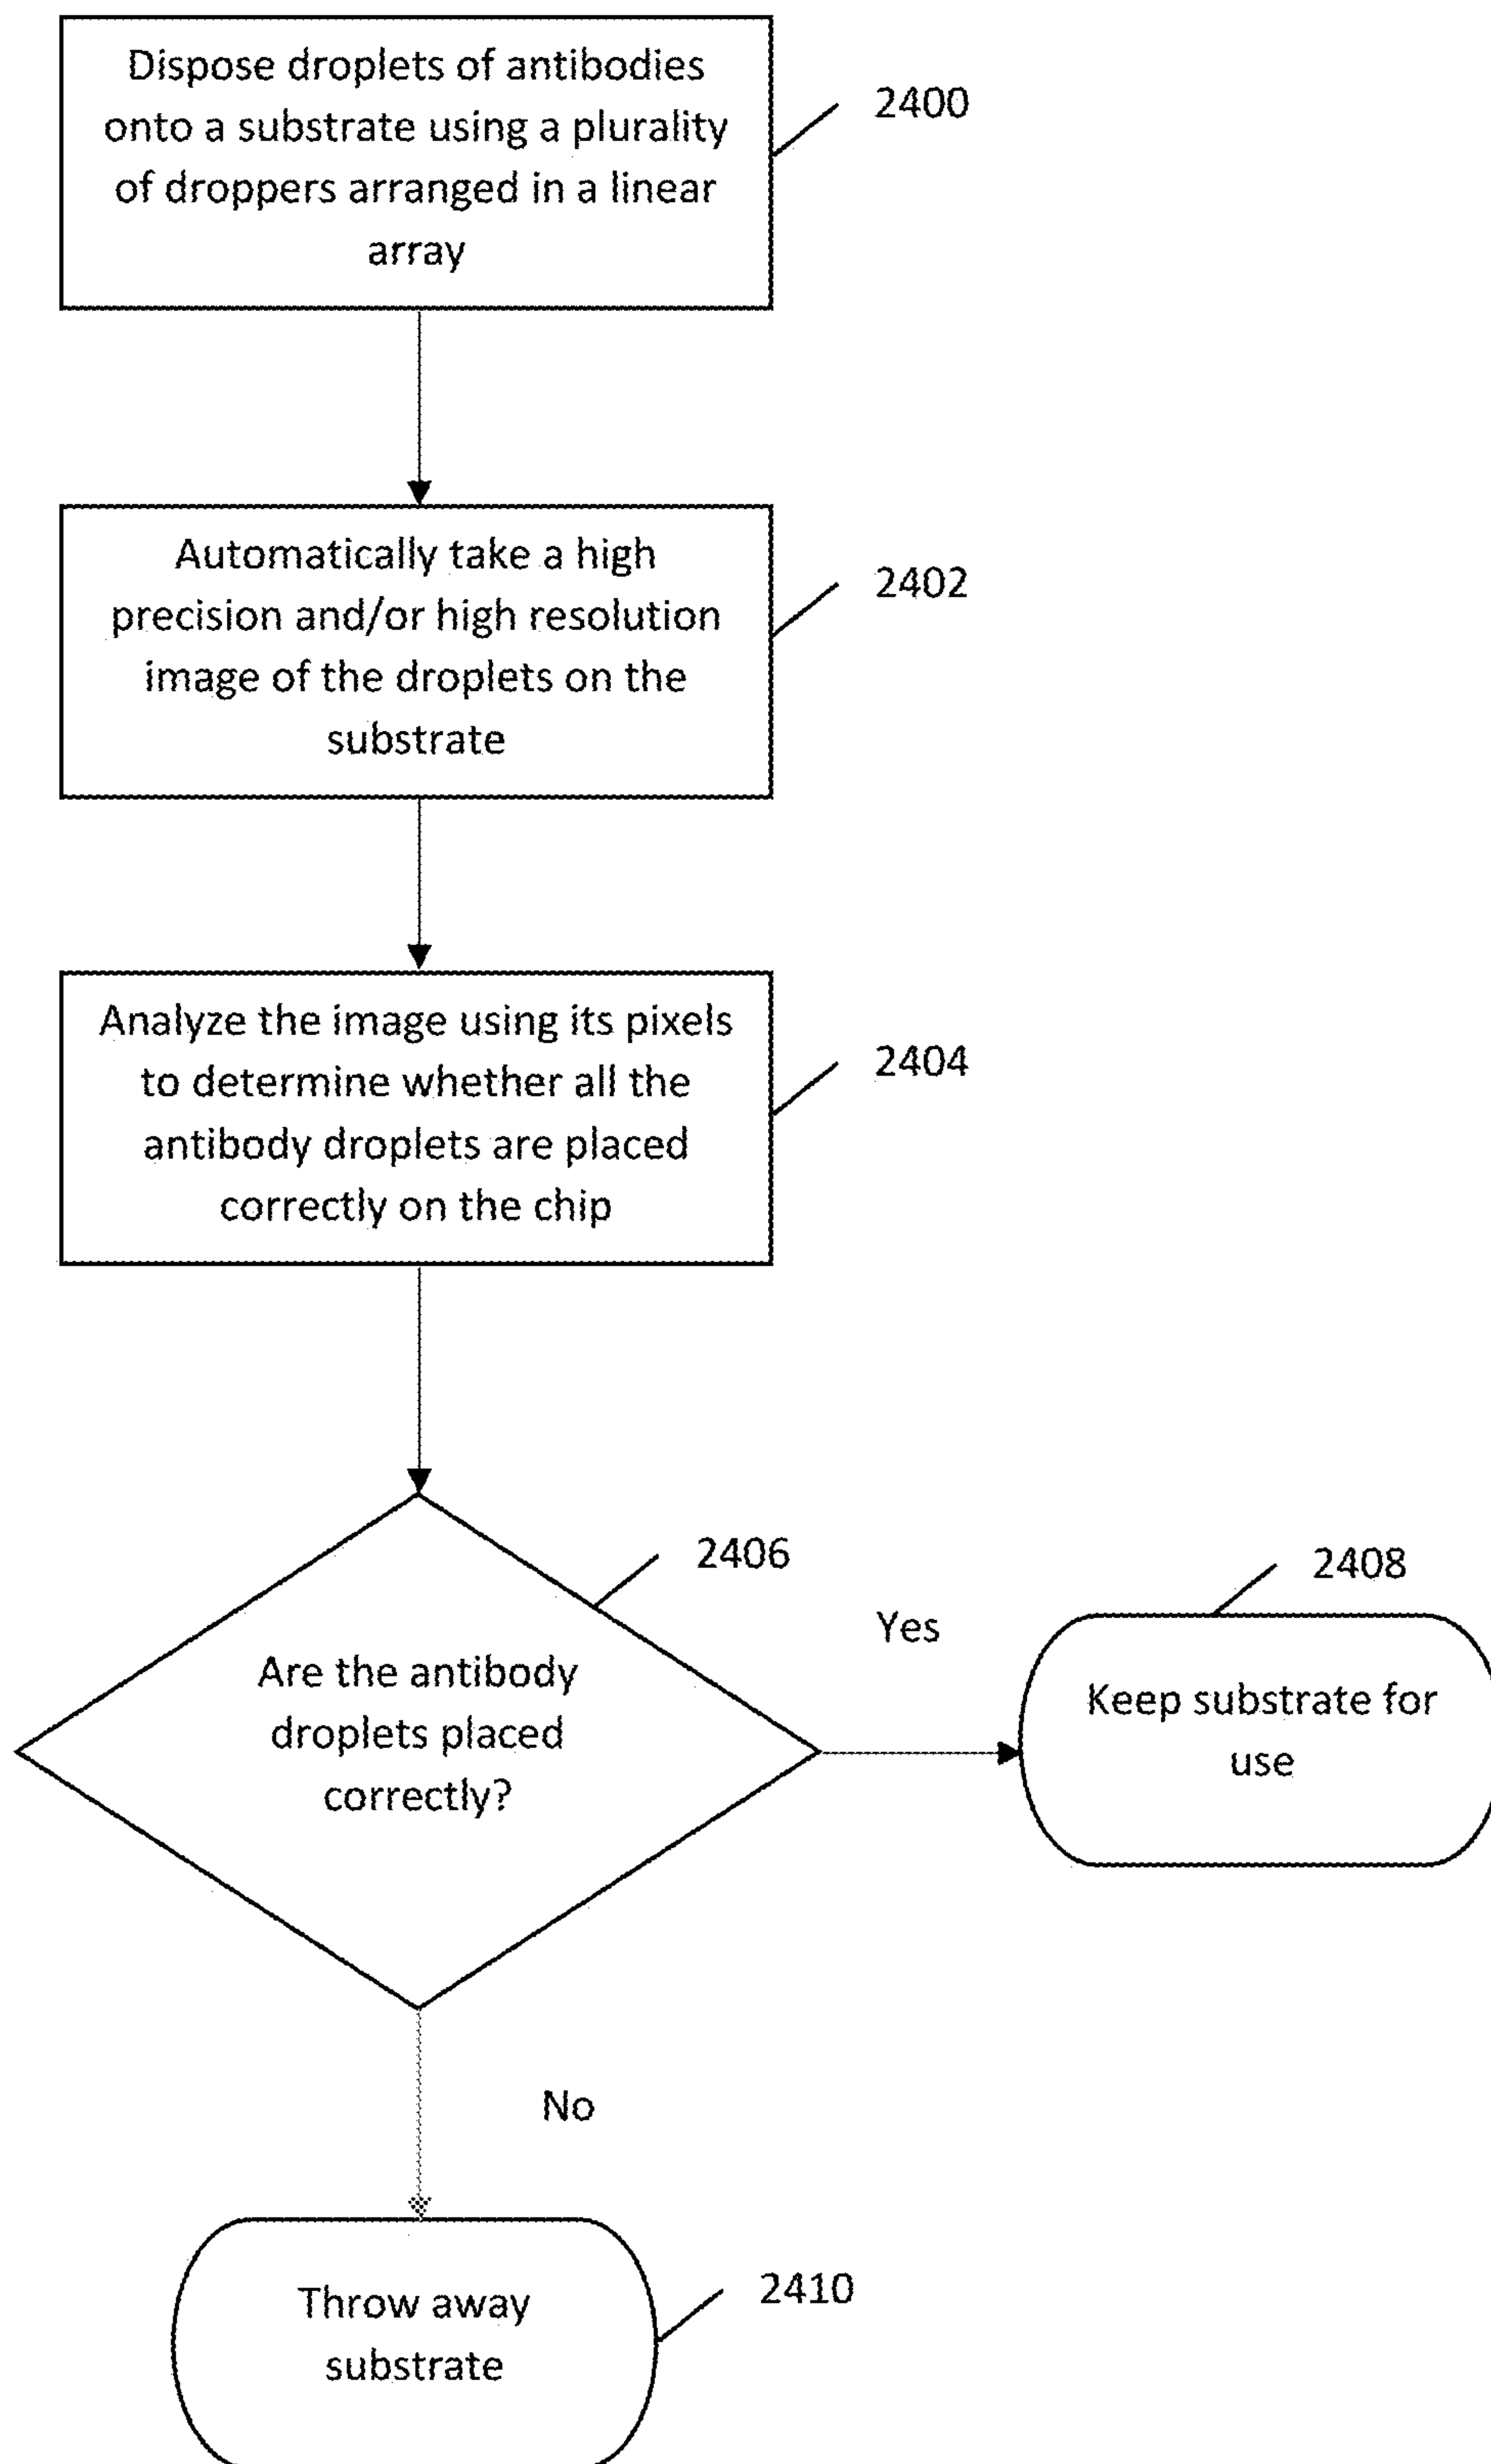 Dispose droplets of antibodies
onto a substrate using a plurality
of droppers arranged in a linear
array
2400
Automatically take a high
precision and/or high resolution
image of the droplets on the
substrate
2402
Analyze the image using its pixels
to determine whether all the
antibody droplets are placed
correctly on the chip
2404
Are the antibody
droplets placed
correctly?
2406
Yes
2408
Keep substrate for
use
No
Throw away
substrate
2410